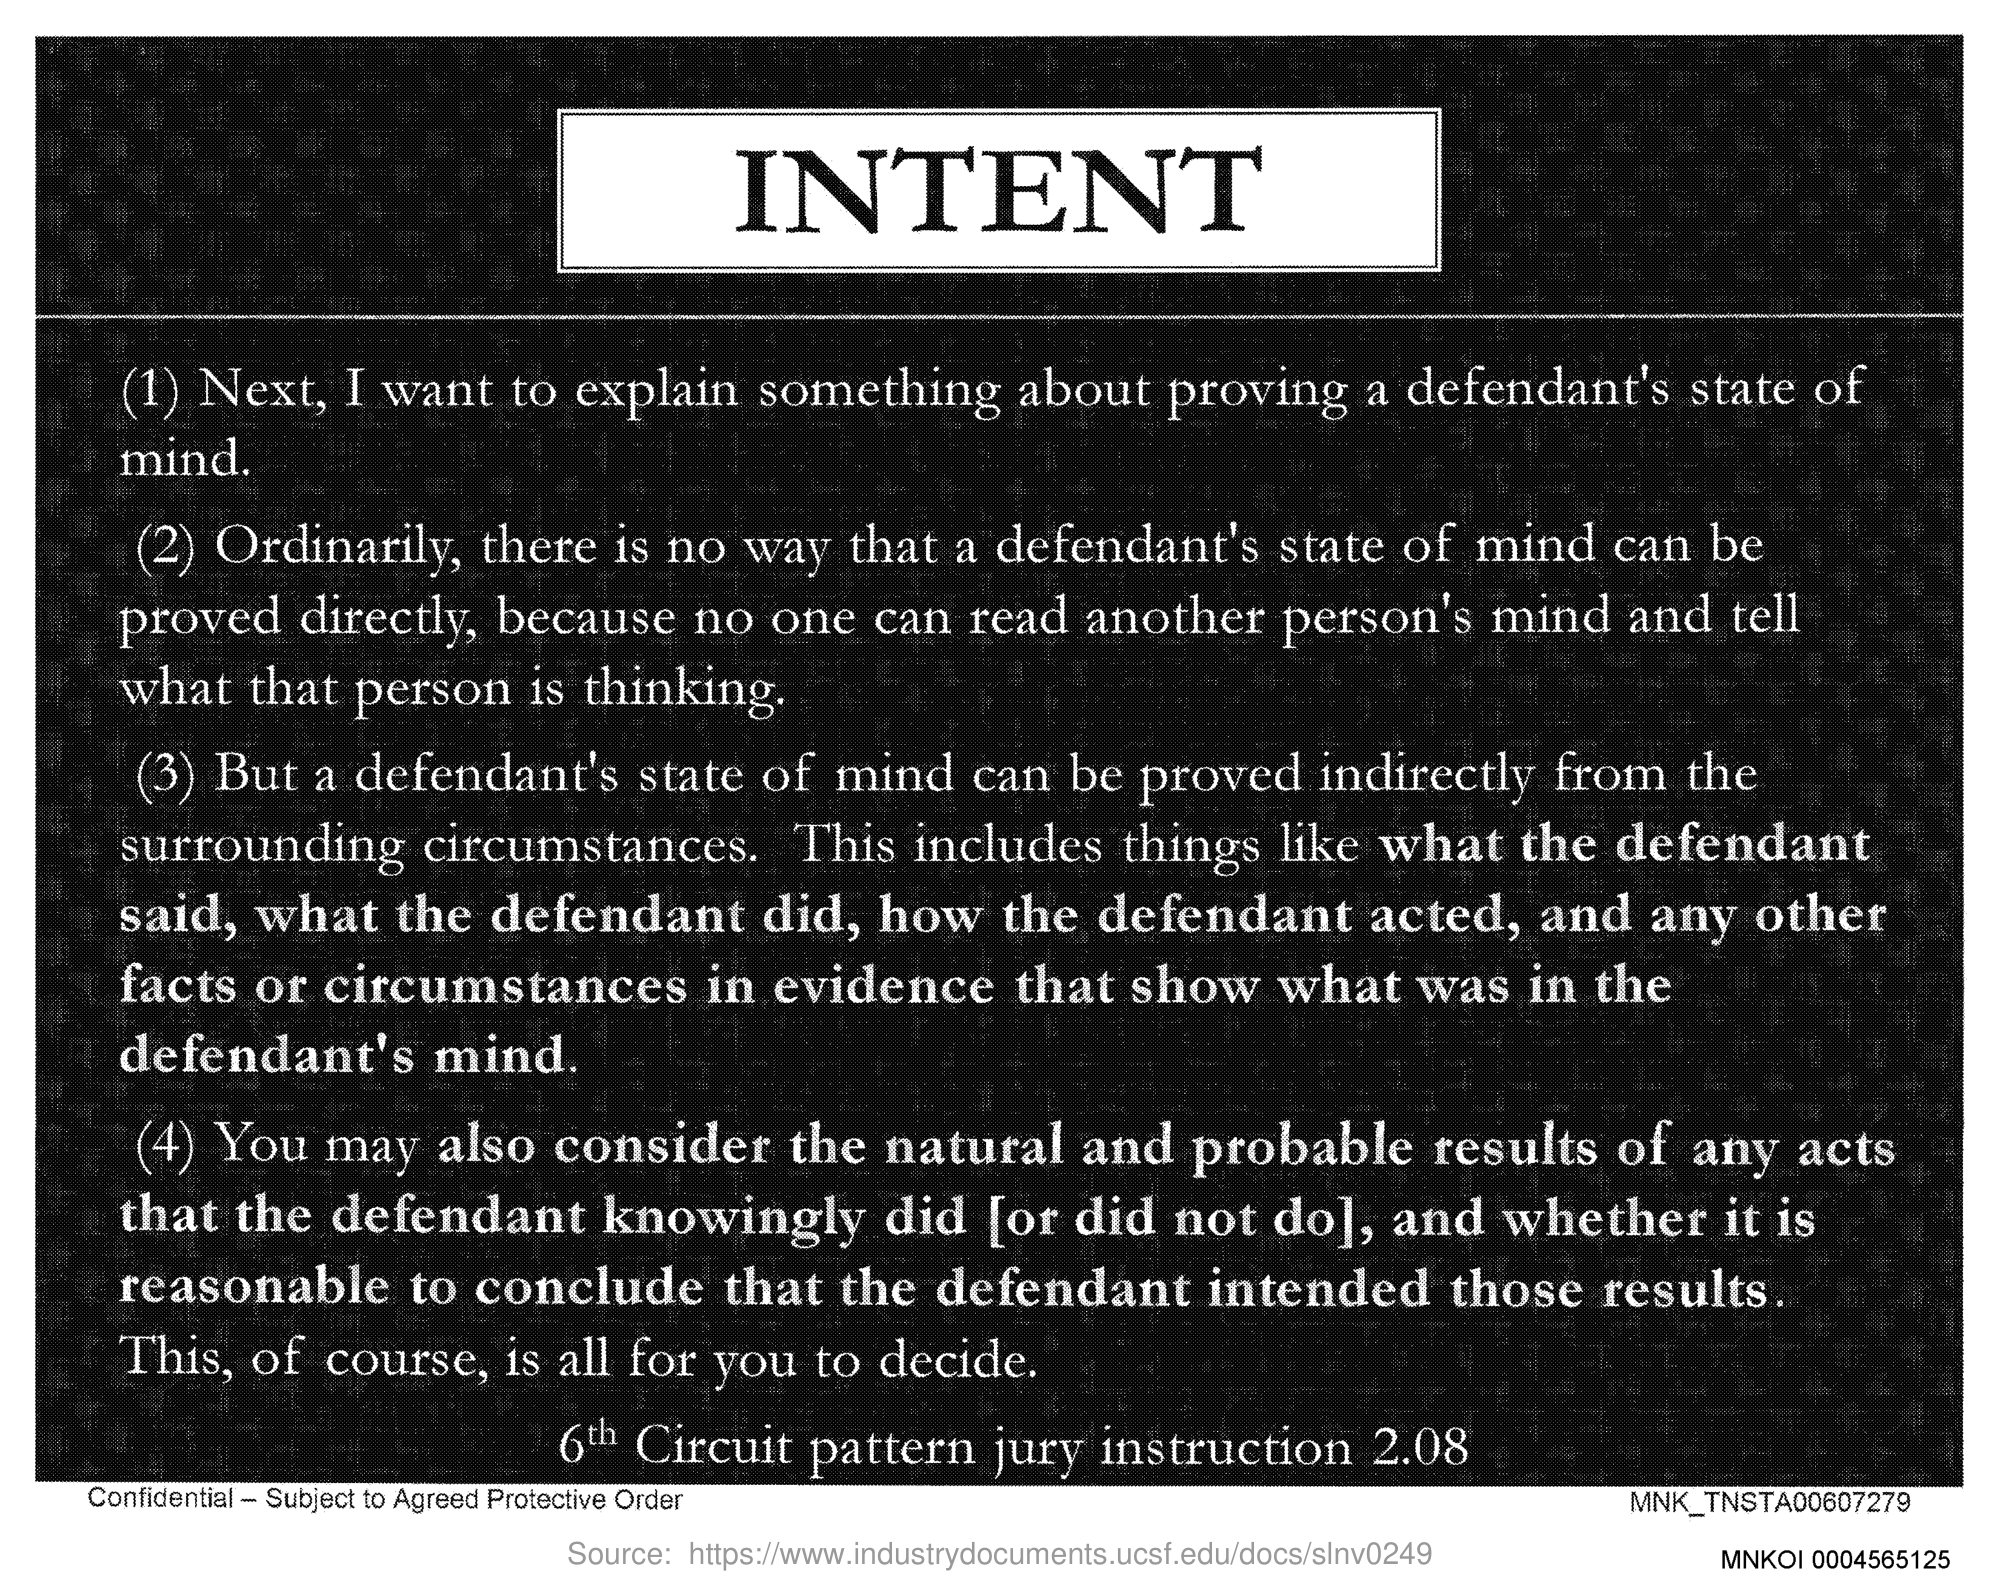 INTENT
(1) Next, I want to explain something about proving a defendant's state of
mind.
(2) Ordinarily, there is no way that a defendant's state of mind can be
proved directly, because no one can read another person's mind and tell
what that person is thinking.
(3) But a defendant's state of mind can be proved indirectly from the
surrounding circumstances. This includes things like what the defendant
said, what the defendant did, how the defendant acted, and any other
facts or circumstances in evidence that show what was in the
defendant's mind.
(4) You may also consider the natural and probable results of any acts
that the defendant knowingly did [or did not do], and whether it is
reasonable to conclude that the defendant intended those results.
This, of course, is all for you to decide.
6th Circuit pattern jury instruction 2.08
Confidential – Subject to Agreed Protective Order
MNK_TNSTA00607279
Source: https://www.industrydocuments.ucsf.edu/docs/slnv0249
MNKOI 0004565125